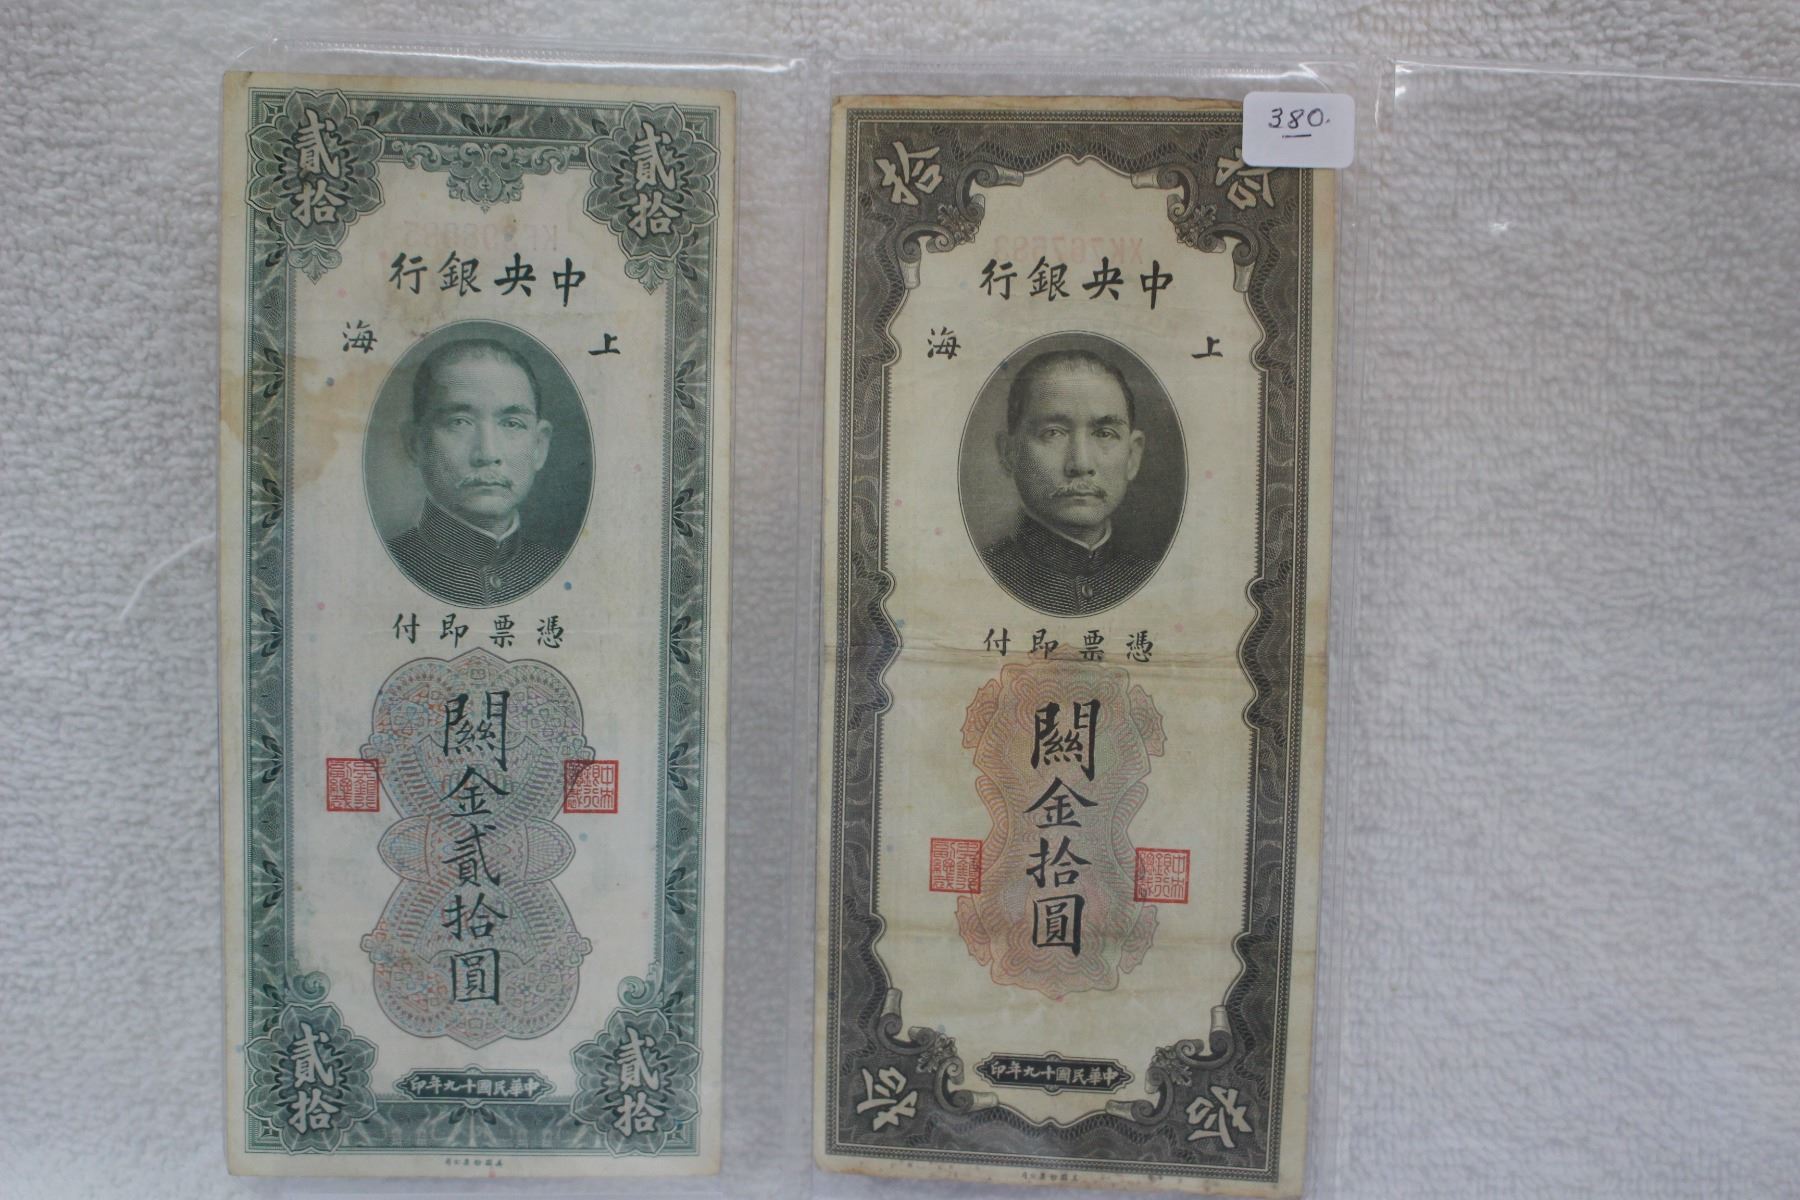 貳拾
貳拾
中央銀行
上海
憑票即付
關金貳拾圓
中華民國十九年印
貳拾
貳拾
380.
拾
拾
XK767583
中央銀行
上海
憑票即付
關金拾圓
中華民國十九年印
拾
拾